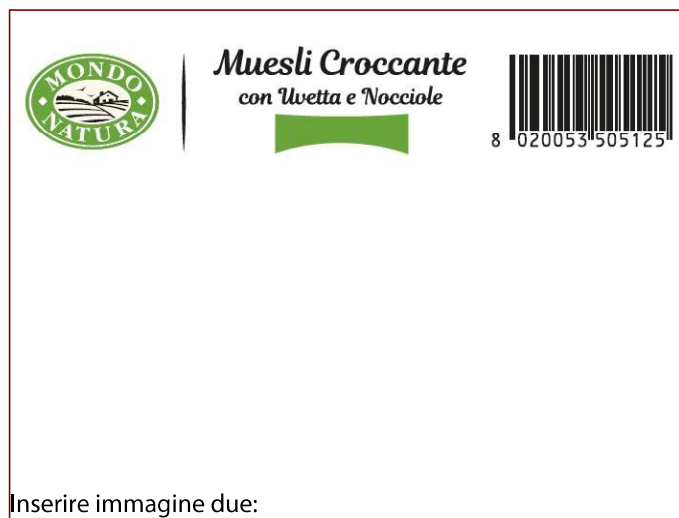 MONDO
NATURA
Muesli Croccante
con Uvetta e Nocciole
8 020053 505125
Inserire immagine due: